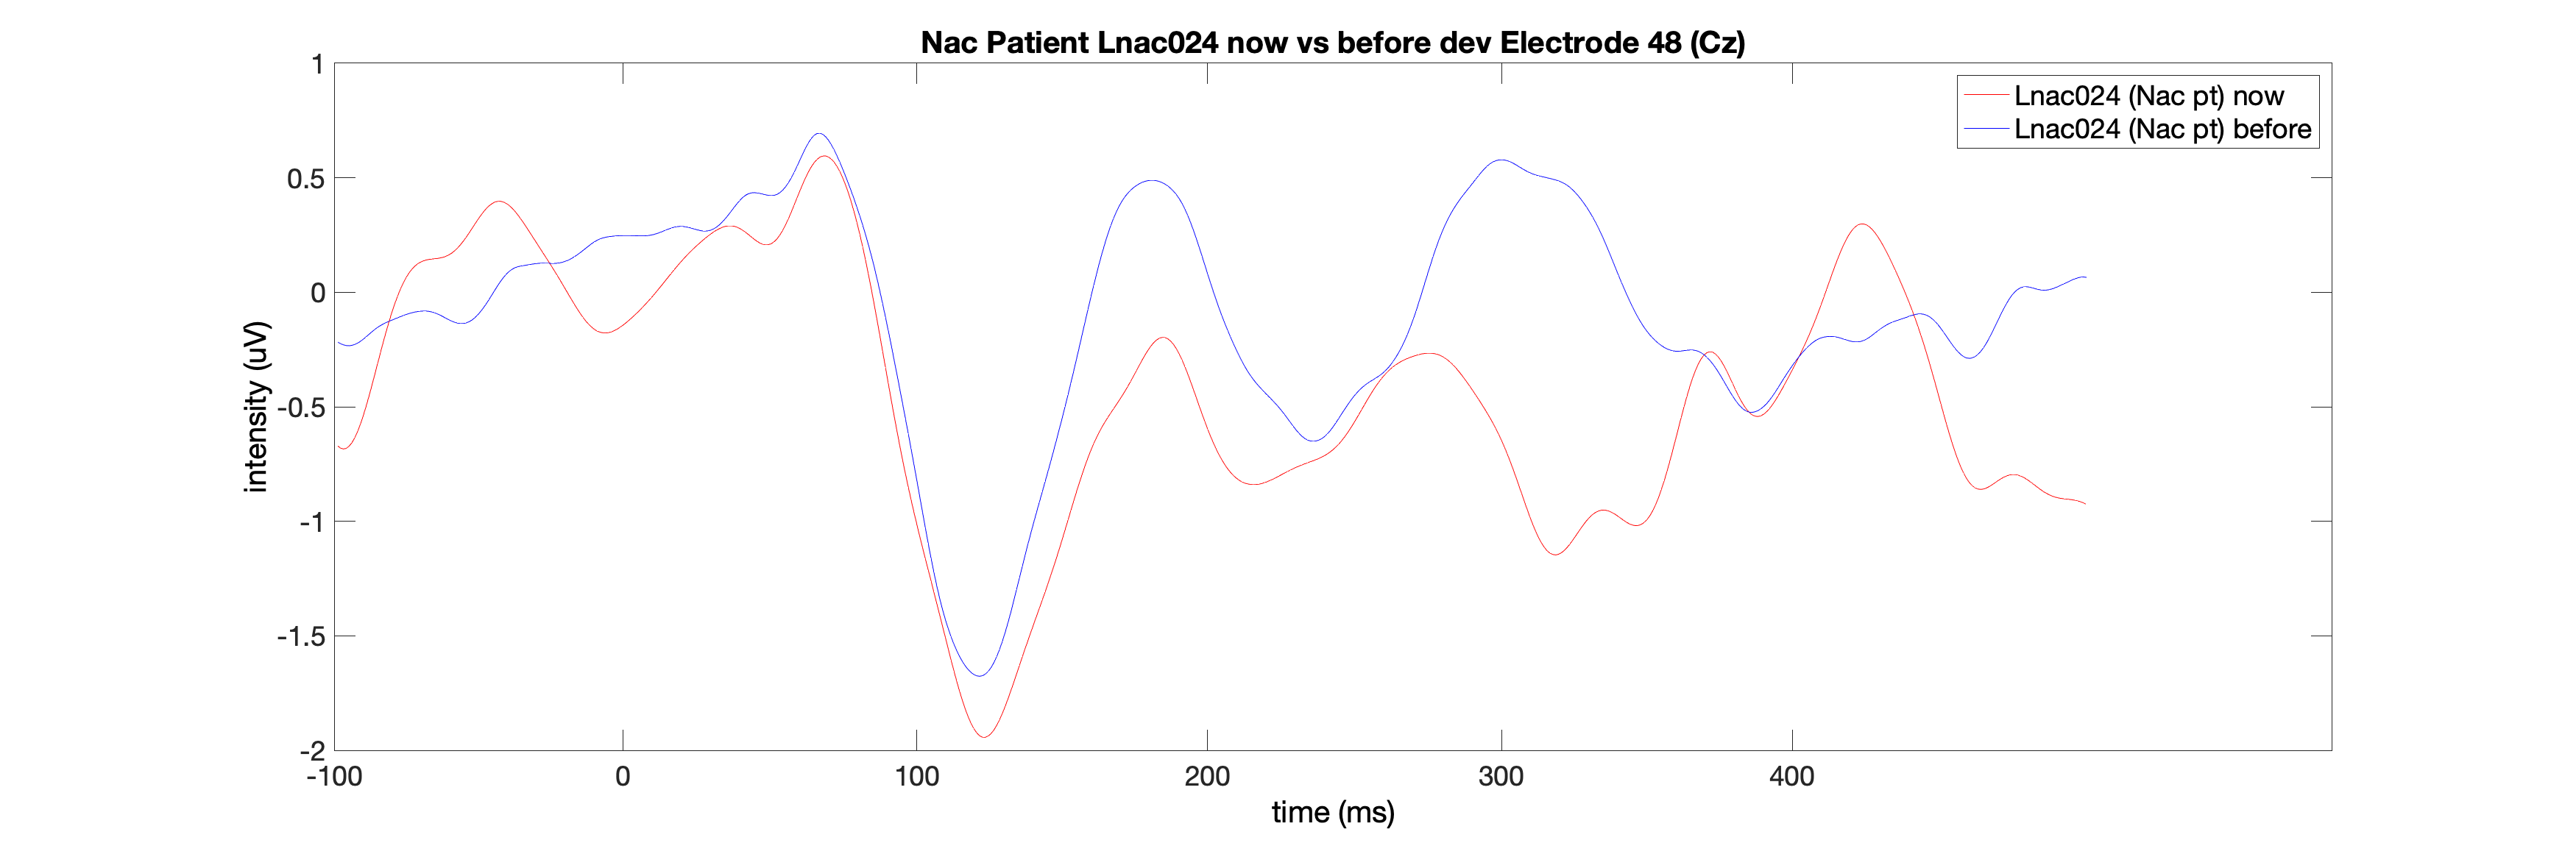 Nac Patient Lnac024 now vs before dev Electrode 48 (Cz)
Lnac024 (Nac pt) now
Lnac024 (Nac pt) before
intensity (uV)
1
0.5
0
-0.5
-1
-1.5
-2
-100 0 100 200 300 400
time (ms)